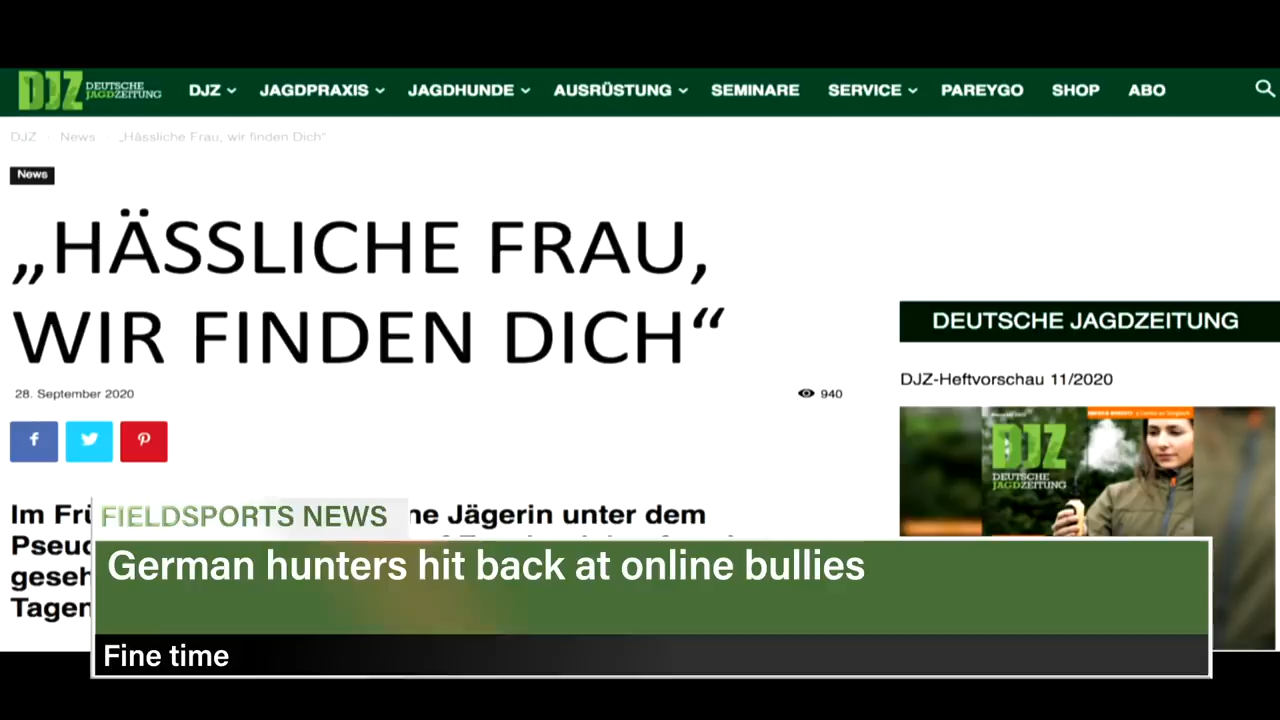 DJZ DEUTSCHE JAGDZEITUNG DJZ JAGDPRAXIS JAGDHUNDE AUSRÜSTUNG SEMINARE SERVICE PAREYGO SHOP ABO
DJZ · News · „Hässliche Frau, wir finden Dich“
News
„HÄSSLICHE FRAU,
WIR FINDEN DICH“
28. September 2020
940
DEUTSCHE JAGDZEITUNG
DJZ-Heftvorschau 11/2020
DJZ
DEUTSCHE
JAGDZEITUNG
Im Frü ne Jägerin unter dem
Pseud
geseh
Tagen
FIELDSPORTS NEWS
German hunters hit back at online bullies
Fine time